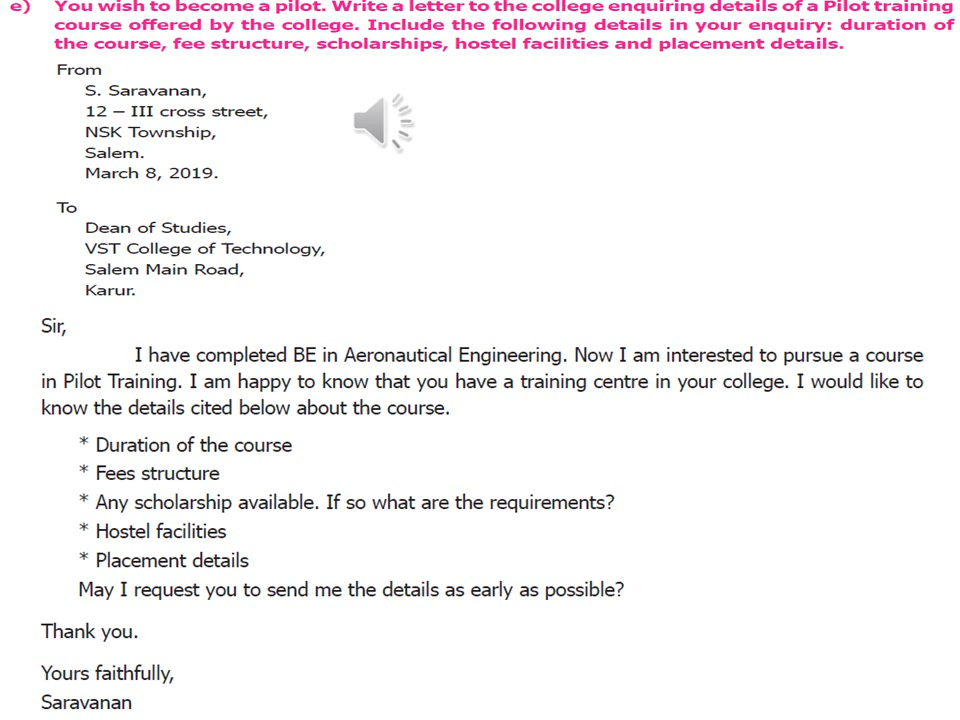 e) You wish to become a pilot. Write a letter to the college enquiring details of a Pilot training
course offered by the college. Include the following details in your enquiry: duration of
the course, fee structure, scholarships, hostel facilities and placement details.
From
S. Saravanan,
12 – III cross street,
NSK Township,
Salem.
March 8, 2019.
To
Dean of Studies,
VST College of Technology,
Salem Main Road,
Karur.
Sir,
I have completed BE in Aeronautical Engineering. Now I am interested to pursue a course
in Pilot Training. I am happy to know that you have a training centre in your college. I would like to
know the details cited below about the course.
* Duration of the course
* Fees structure
* Any scholarship available. If so what are the requirements?
* Hostel facilities
* Placement details
May I request you to send me the details as early as possible?
Thank you.
Yours faithfully,
Saravanan